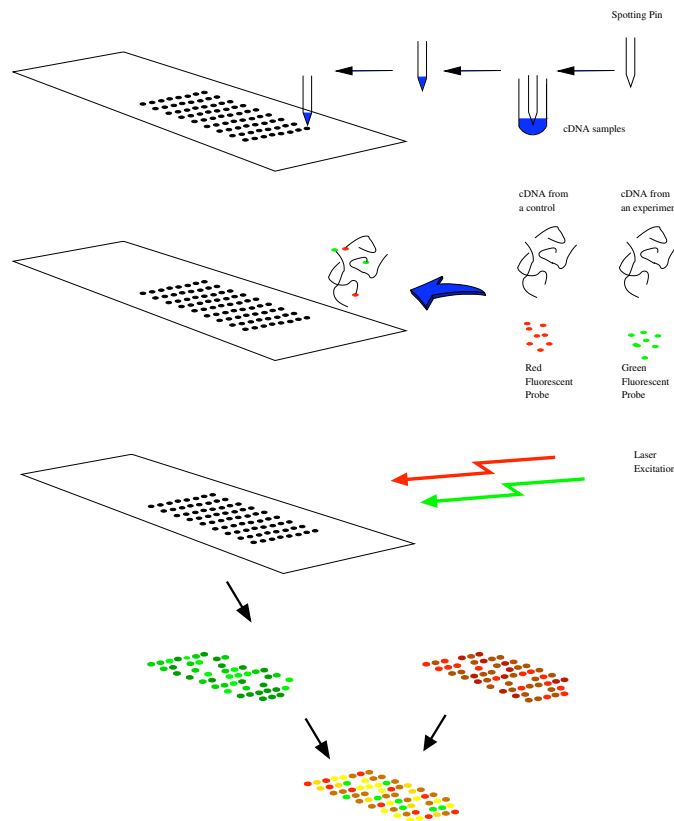 Spotting Pin
cDNA samples
cDNA from
a control
cDNA from
an experimen
Red
Fluorescent
Probe
Green
Fluorescent
Probe
Laser
Excitation